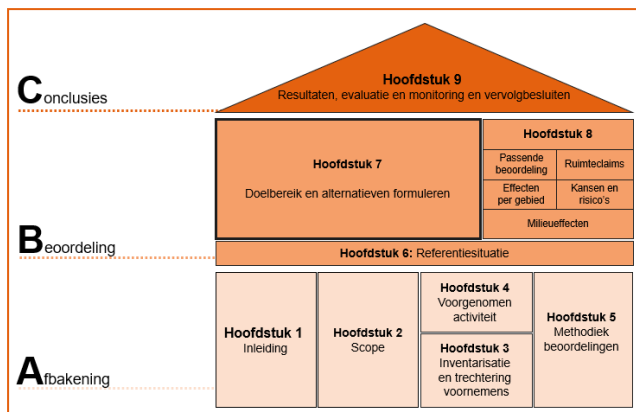 Conclusies
Hoofdstuk 9
Resultaten, evaluatie en monitoring en vervolgbesluiten
Hoofdstuk 7
Doelbereik en alternatieven formuleren
Hoofdstuk 8
Passende
beoordeling
Ruimteclaims
Effecten
per gebied
Kansen en
risico's
Milieueffecten
Beoordeling
Hoofdstuk 6: Referentiesituatie
Hoofdstuk 1
Inleiding
Hoofdstuk 2
Scope
Hoofdstuk 4
Voorgenomen
activiteit
Hoofdstuk 3
Inventarisatie
en trechtering
voornemens
Hoofdstuk 5
Methodiek
beoordelingen
Afbakening